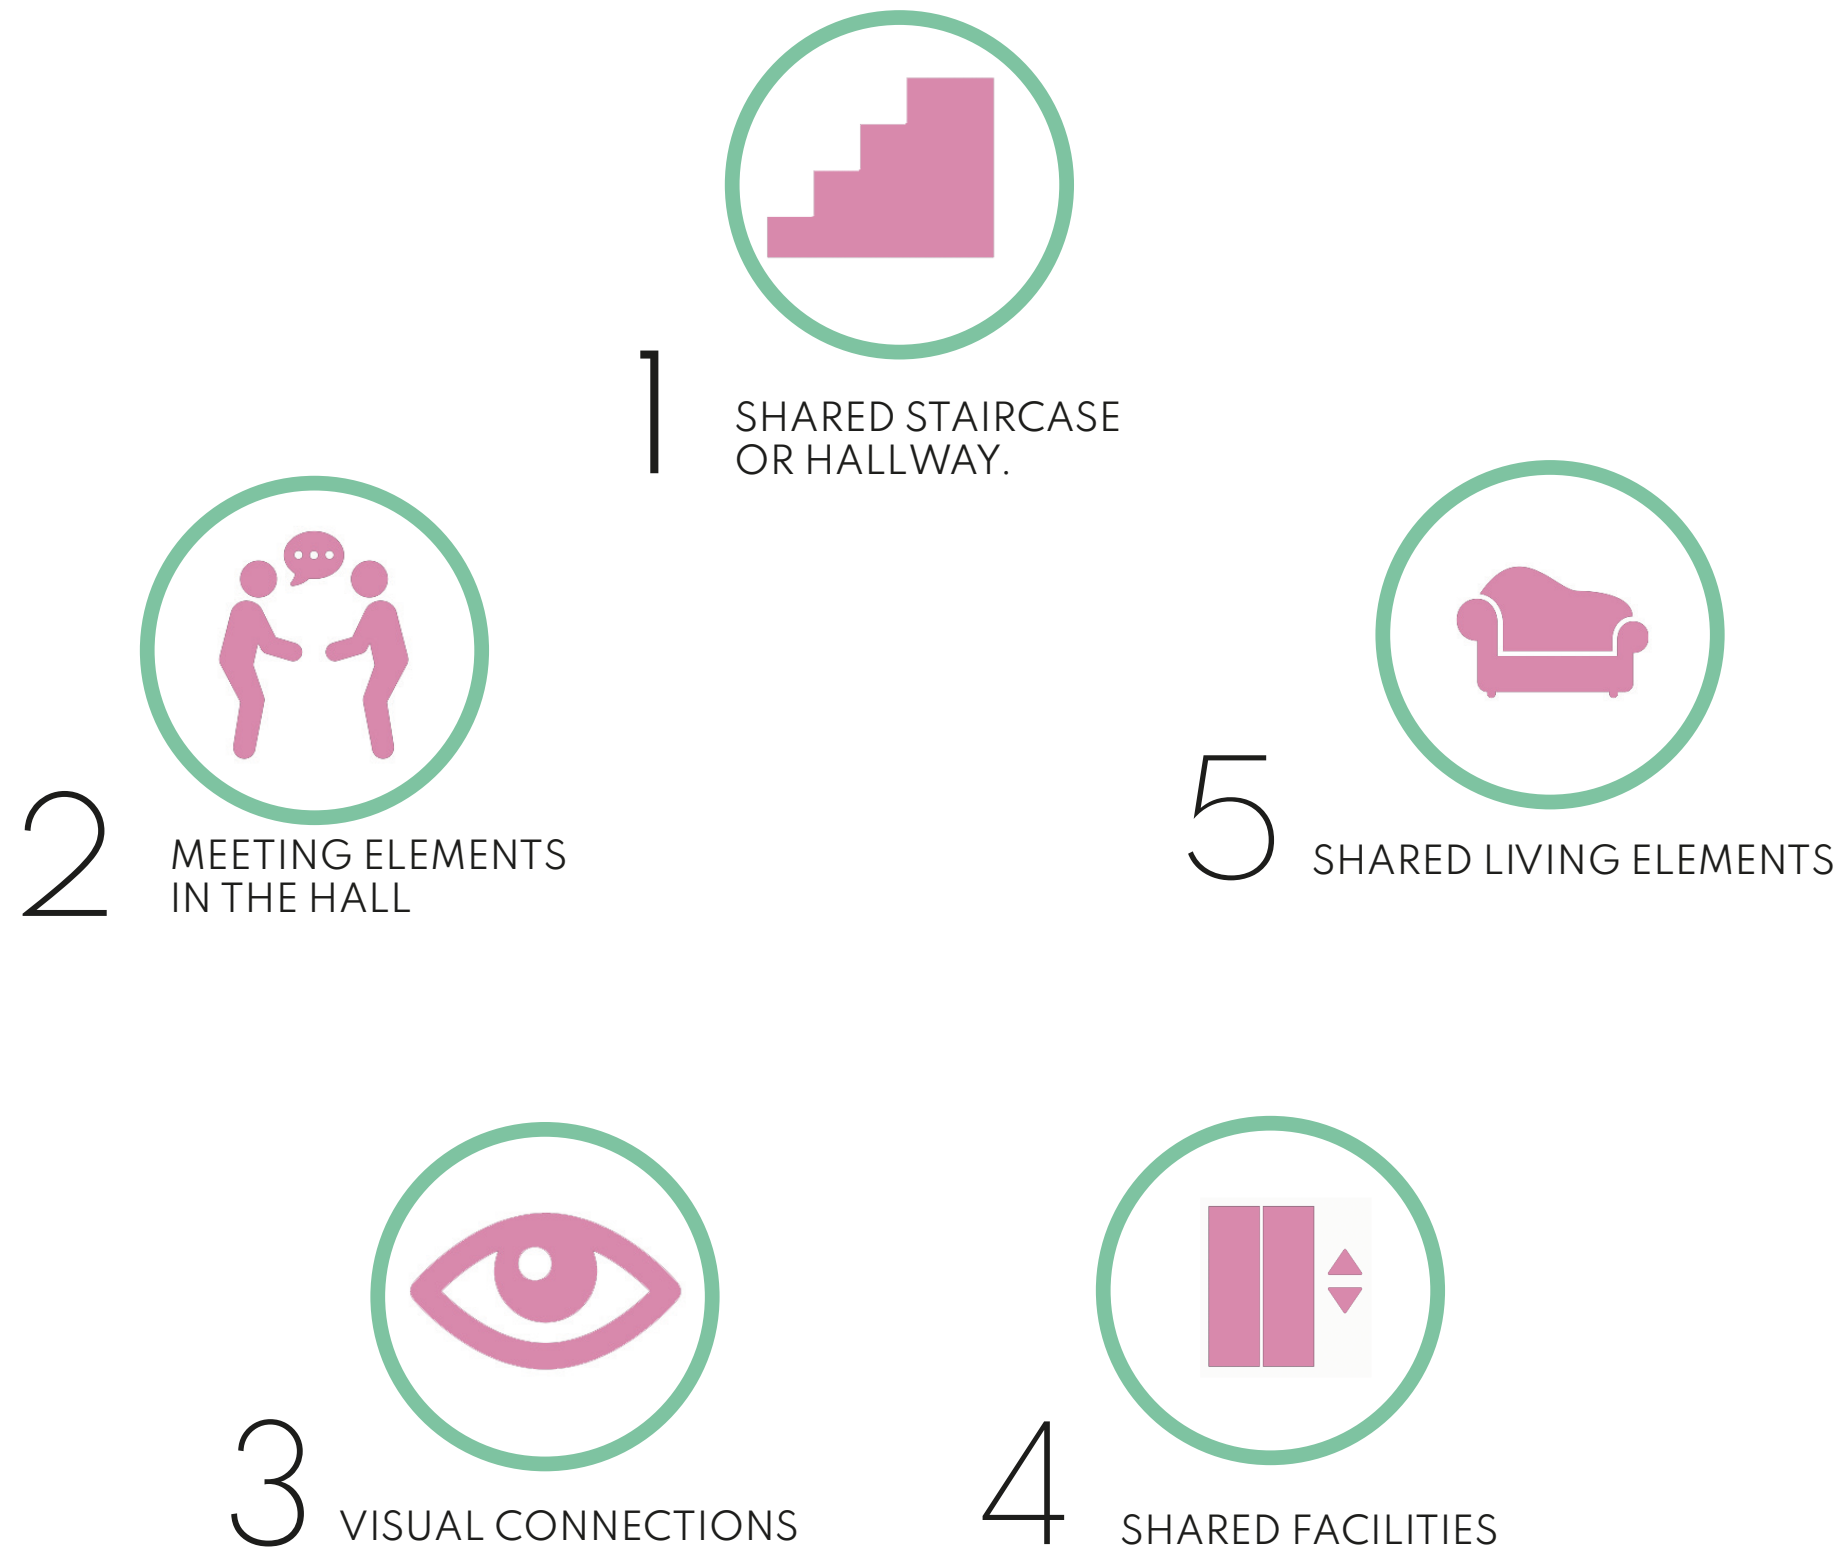 1
SHARED STAIRCASE
OR HALLWAY.
2
MEETING ELEMENTS
IN THE HALL
3
VISUAL CONNECTIONS
4
SHARED FACILITIES
5
SHARED LIVING ELEMENTS